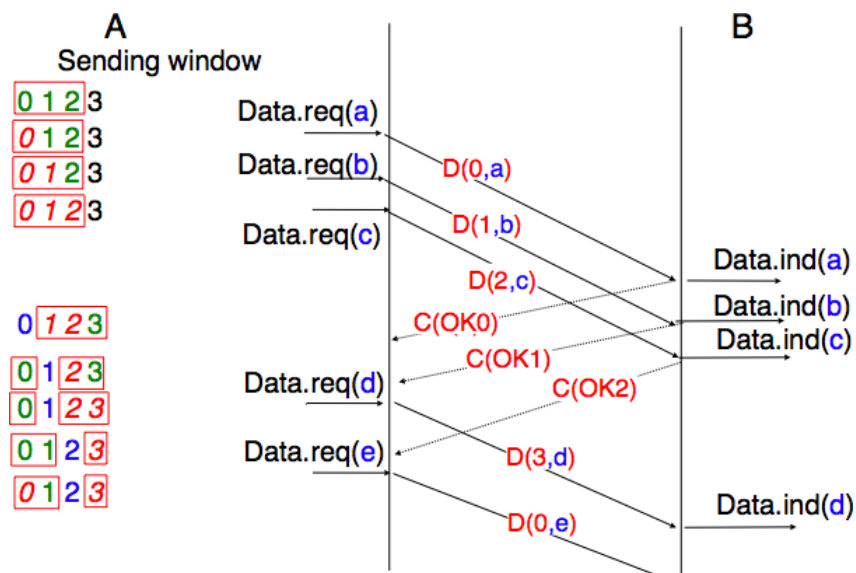 A
B
Sending window
0 1 2 3
Data.req(a)
0 1 2 3
Data.req(b)
D(0,a)
0 1 2 3
0 1 2 3
D(1,b)
Data.req(c)
Data.ind(a)
D(2,c)
Data.ind(b)
0 1 2 3
C(OK0)
Data.ind(c)
C(OK1)
0 1 2 3
Data.req(d)
C(OK2)
0 1 2 3
0 1 2 3
Data.req(e)
D(3,d)
0 1 2 3
Data.ind(d)
D(0,e)